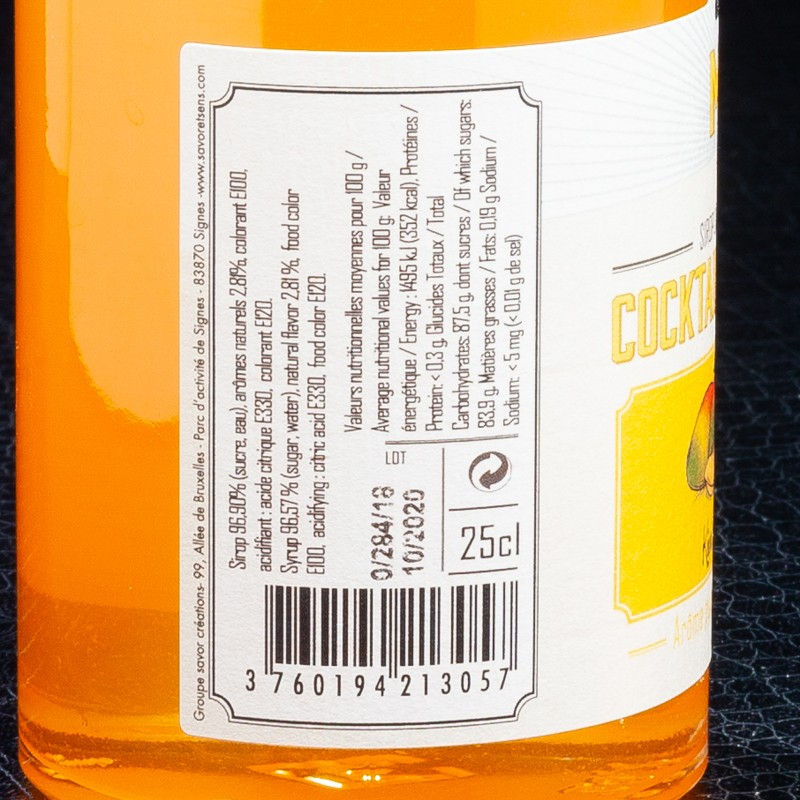 Groupe savor créations- 99, Allée de Bruxelles - Parc d'activité de Signes - 83870 Signes -www.savoretsens.com
Sirop 96,90% (sucre, eau), arômes naturels 2,81%, colorant E100,
acidifiant : acide citrique E330, colorant E120.
Syrup 96,67 % (sugar, water), natural flavor 2,81 %, food color
E100, acidifying : citric acid E330, food color E120.
Valeurs nutritionnelles moyennes pour 100 g /
Average nutritional values for 100 g: Valeur
énergétique / Energy : 1495 kJ (352 kcal), Protéines /
Protein: < 0.3 g, Glucides Totaux / Total
Carbohydrates: 87.5 g, dont sucres / Of which sugars:
83.9 g, Matières grasses / Fats: 0.19 g Sodium /
Sodium: < 5 mg (< 0.01 g de sel)
LOT
0/284/18
10/2020
25cl
3 760194 213057
COCKTA
Arôme